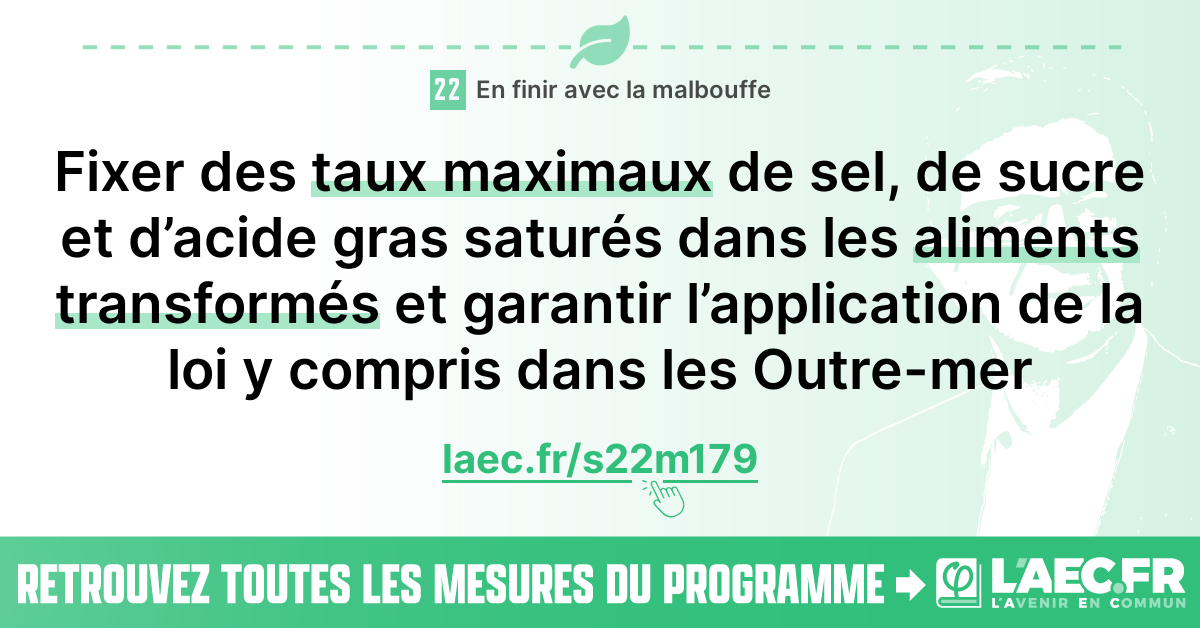 22 En finir avec la malbouffe
Fixer des taux maximaux de sel, de sucre
et d’acide gras saturés dans les aliments
transformés et garantir l’application de la
loi y compris dans les Outre-mer
laec.fr/s22m179
RETROUVEZ TOUTES LES MESURES DU PROGRAMME φ L'AEC.FR
L'AVENIR EN COMMUN